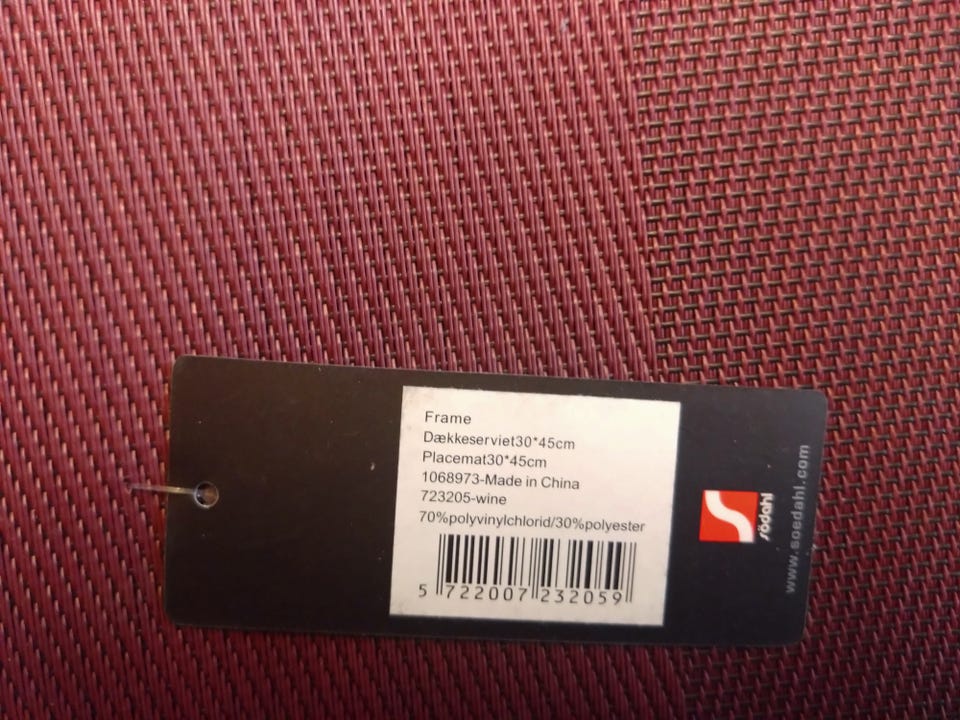 Frame
Dækkeserviet30*45cm
Placemat30*45cm
1068973-Made in China
723205-wine
70%polyvinylchlorid/30%polyester
5 722007 232059
södahl
www.soedahl.com